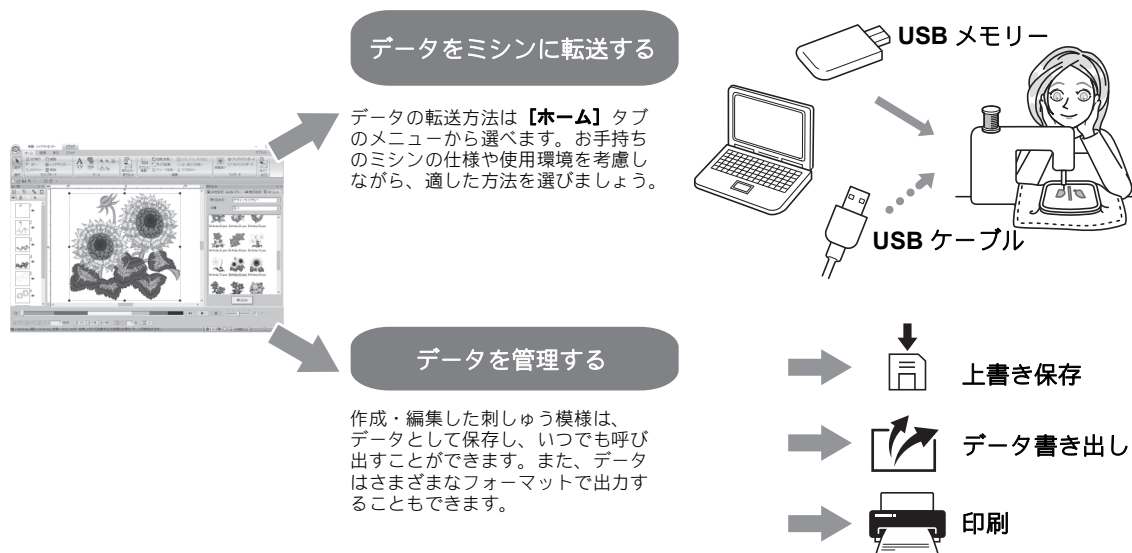 データをミシンに転送する
データの転送方法は［ホーム］タブ
のメニューから選べます。お手持ち
のミシンの仕様や使用環境を考慮し
ながら、適した方法を選びましょう。
USB メモリー
USB ケーブル
データを管理する
作成・編集した刺しゅう模様は、
データとして保存し、いつでも呼び
出すことができます。また、データ
はさまざまなフォーマットで出力す
ることもできます。
上書き保存
データ書き出し
印刷